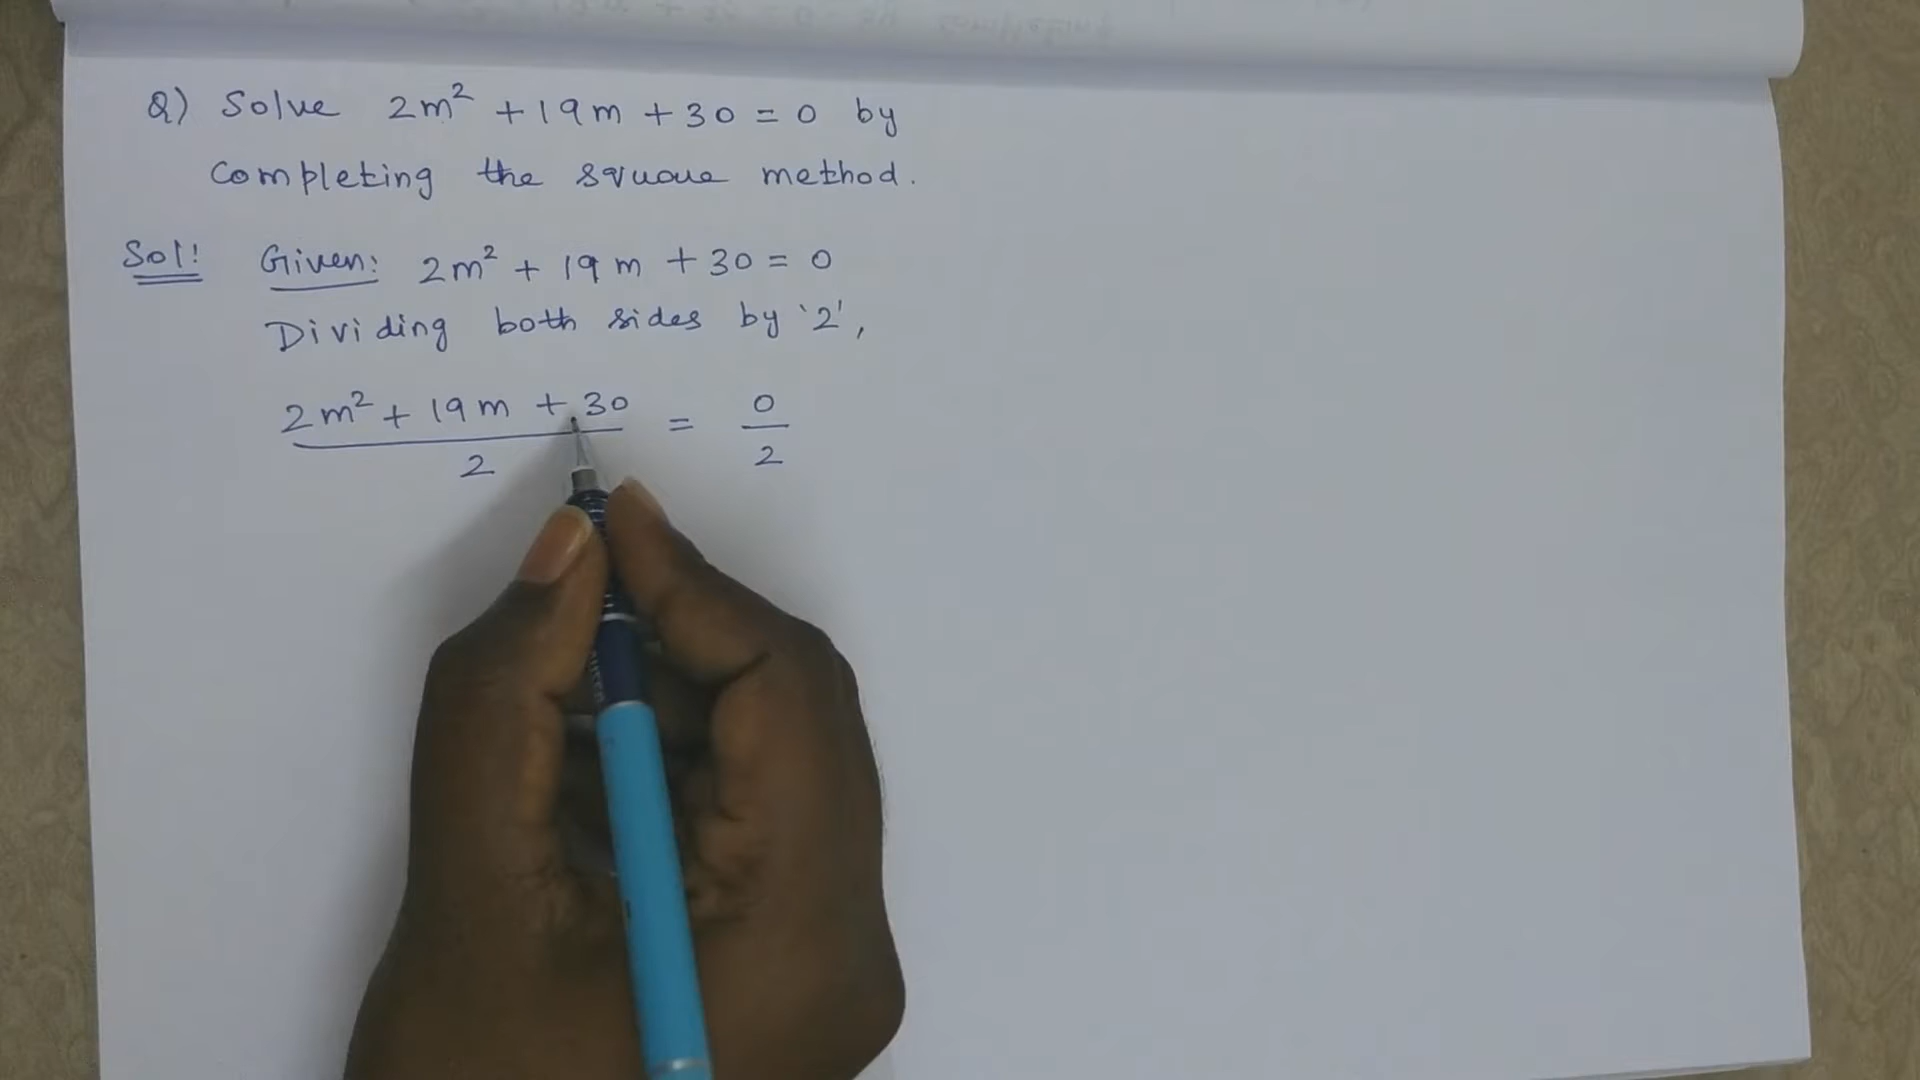 Q) Solve 2m² + 19m + 30 = 0 by
completing the square method.
Sol: Given: 2m² + 19m + 30 = 0
Dividing both sides by '2',
2m² + 19m + 30 / 2 = 0 / 2